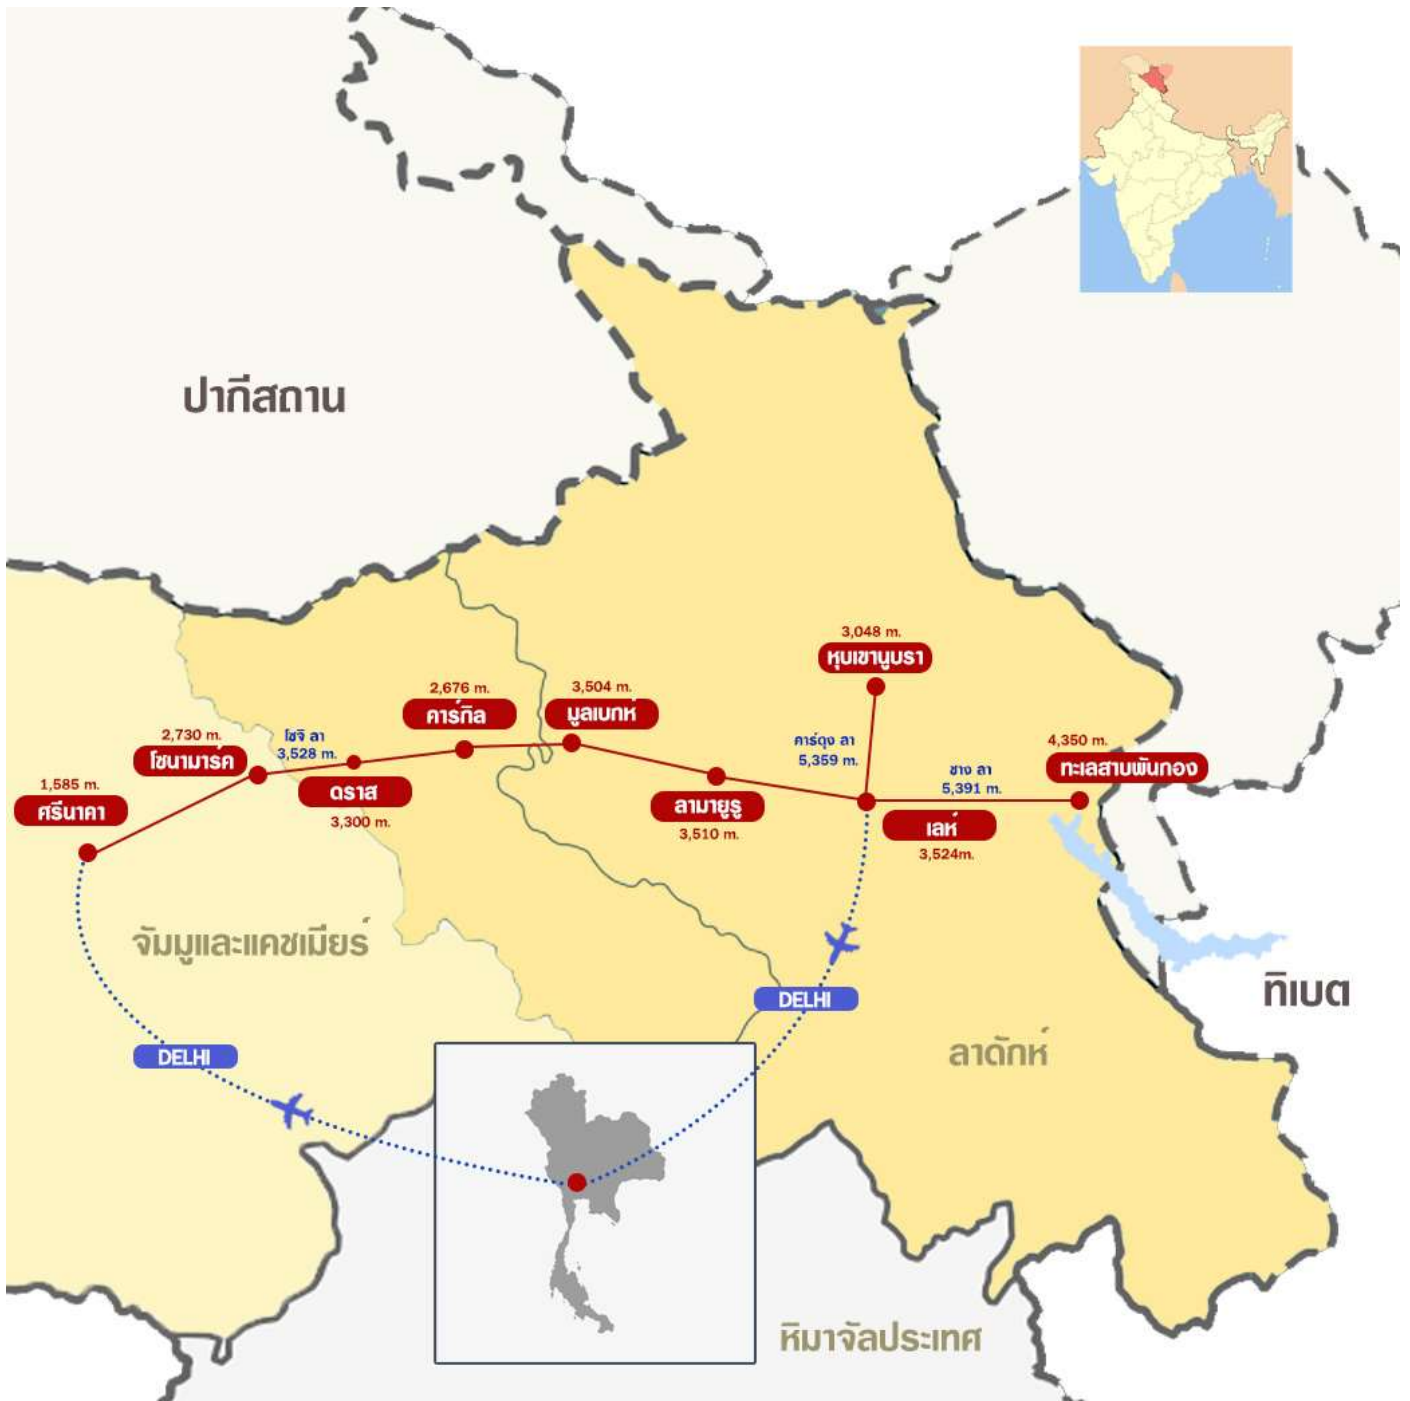 ปากีสถาน
3,048 m.
หุบเขานูบรา
2,676 m.
คาร์กิล
3,504 m.
มูลเบกห์
2,730 m.
โซนามาร์ค
โซจิ ลา
3,528 m.
คาร์ดุง ลา
5,359 m.
4,350 m.
ทะเลสาบพันกอง
ซาง ลา
5,391 m.
1,585 m.
ศรีนาคา
ดราส
3,300 m.
ลามายูรู
3,510 m.
เลห์
3,524m.
จัมมูและแคชเมียร์
DELHI
ทิเบต
DELHI
ลาดักห์
หิมาจัลประเทศ